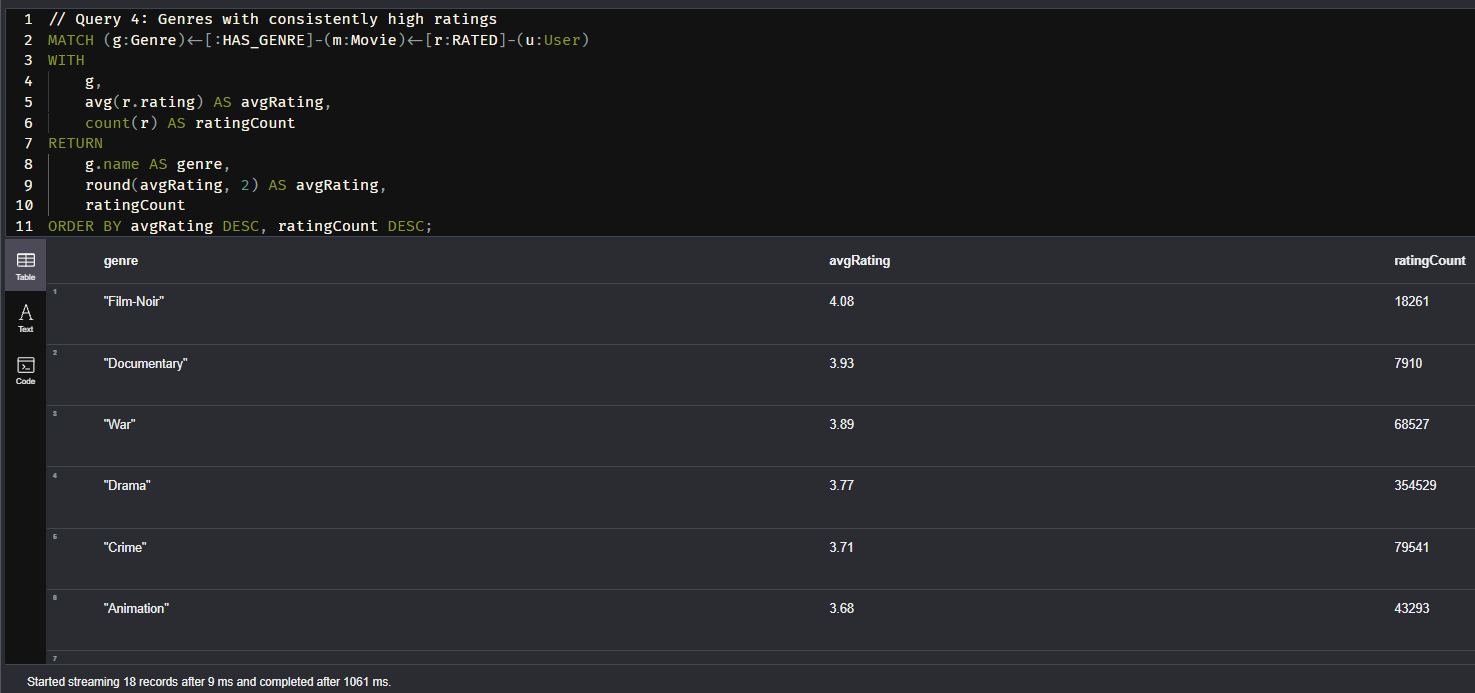 1 // Query 4: Genres with consistently high ratings
2 MATCH (g:Genre)<-[:HAS_GENRE]-(m:Movie)<-[r:RATED]-(u:User)
3 WITH
4 g,
5 avg(r.rating) AS avgRating,
6 count(r) AS ratingCount
7 RETURN
8 g.name AS genre,
9 round(avgRating, 2) AS avgRating,
10 ratingCount
11 ORDER BY avgRating DESC, ratingCount DESC;
Table
Text
Code
genre avgRating ratingCount
1 "Film-Noir" 4.08 18261
2 "Documentary" 3.93 7910
3 "War" 3.89 68527
4 "Drama" 3.77 354529
5 "Crime" 3.71 79541
6 "Animation" 3.68 43293
7
Started streaming 18 records after 9 ms and completed after 1061 ms.